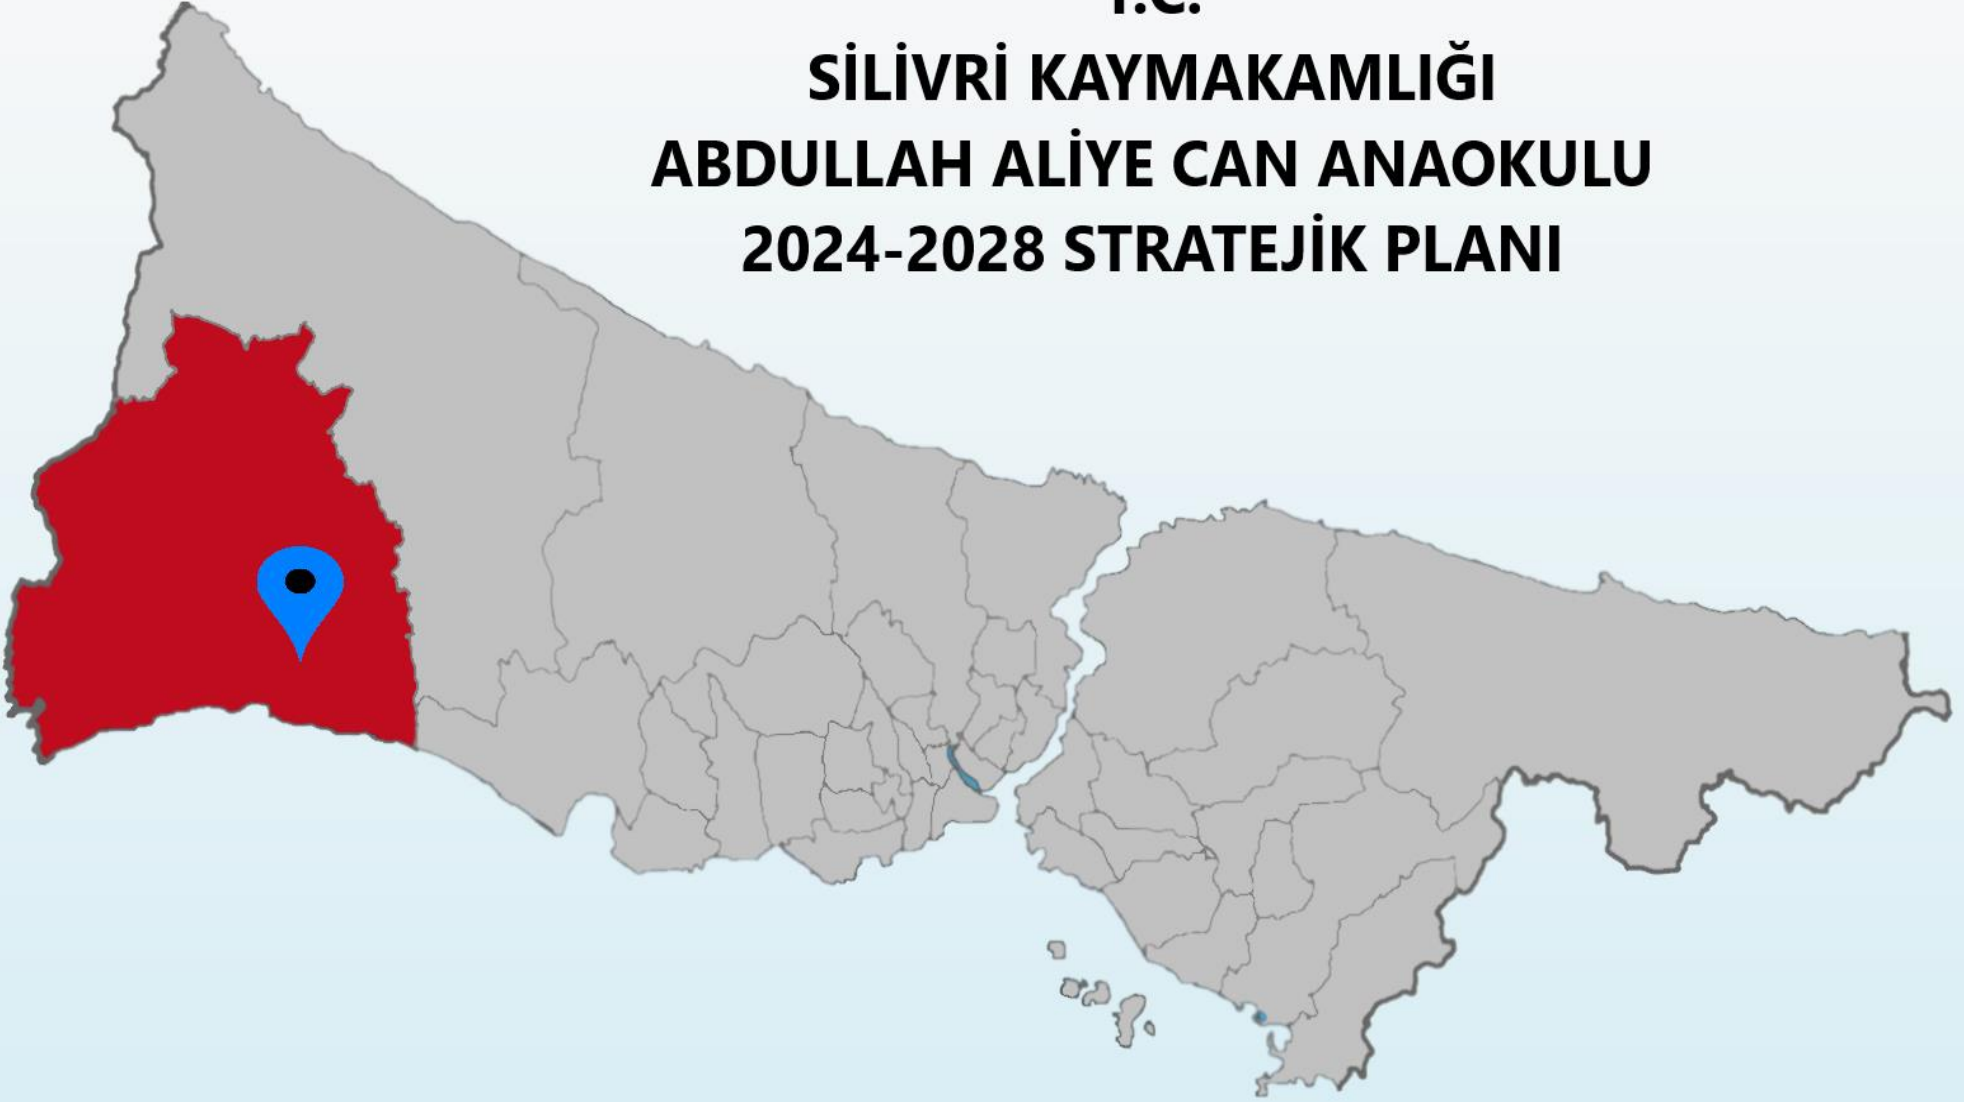 T.C.
SİLİVRİ KAYMAKAMLIĞI
ABDULLAH ALİYE CAN ANAOKULU
2024-2028 STRATEJİK PLANI